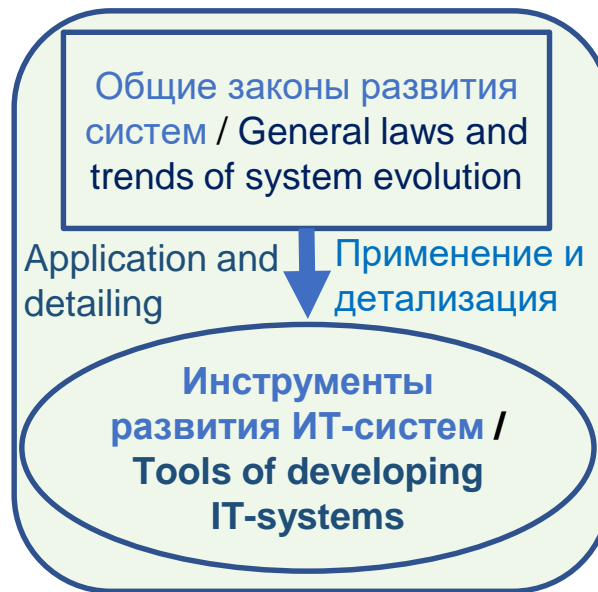 Общие законы развития
систем / General laws and
trends of system evolution
Application and
detailing
Применение и
детализация
Инструменты
развития ИТ-систем /
Tools of developing
IT-systems